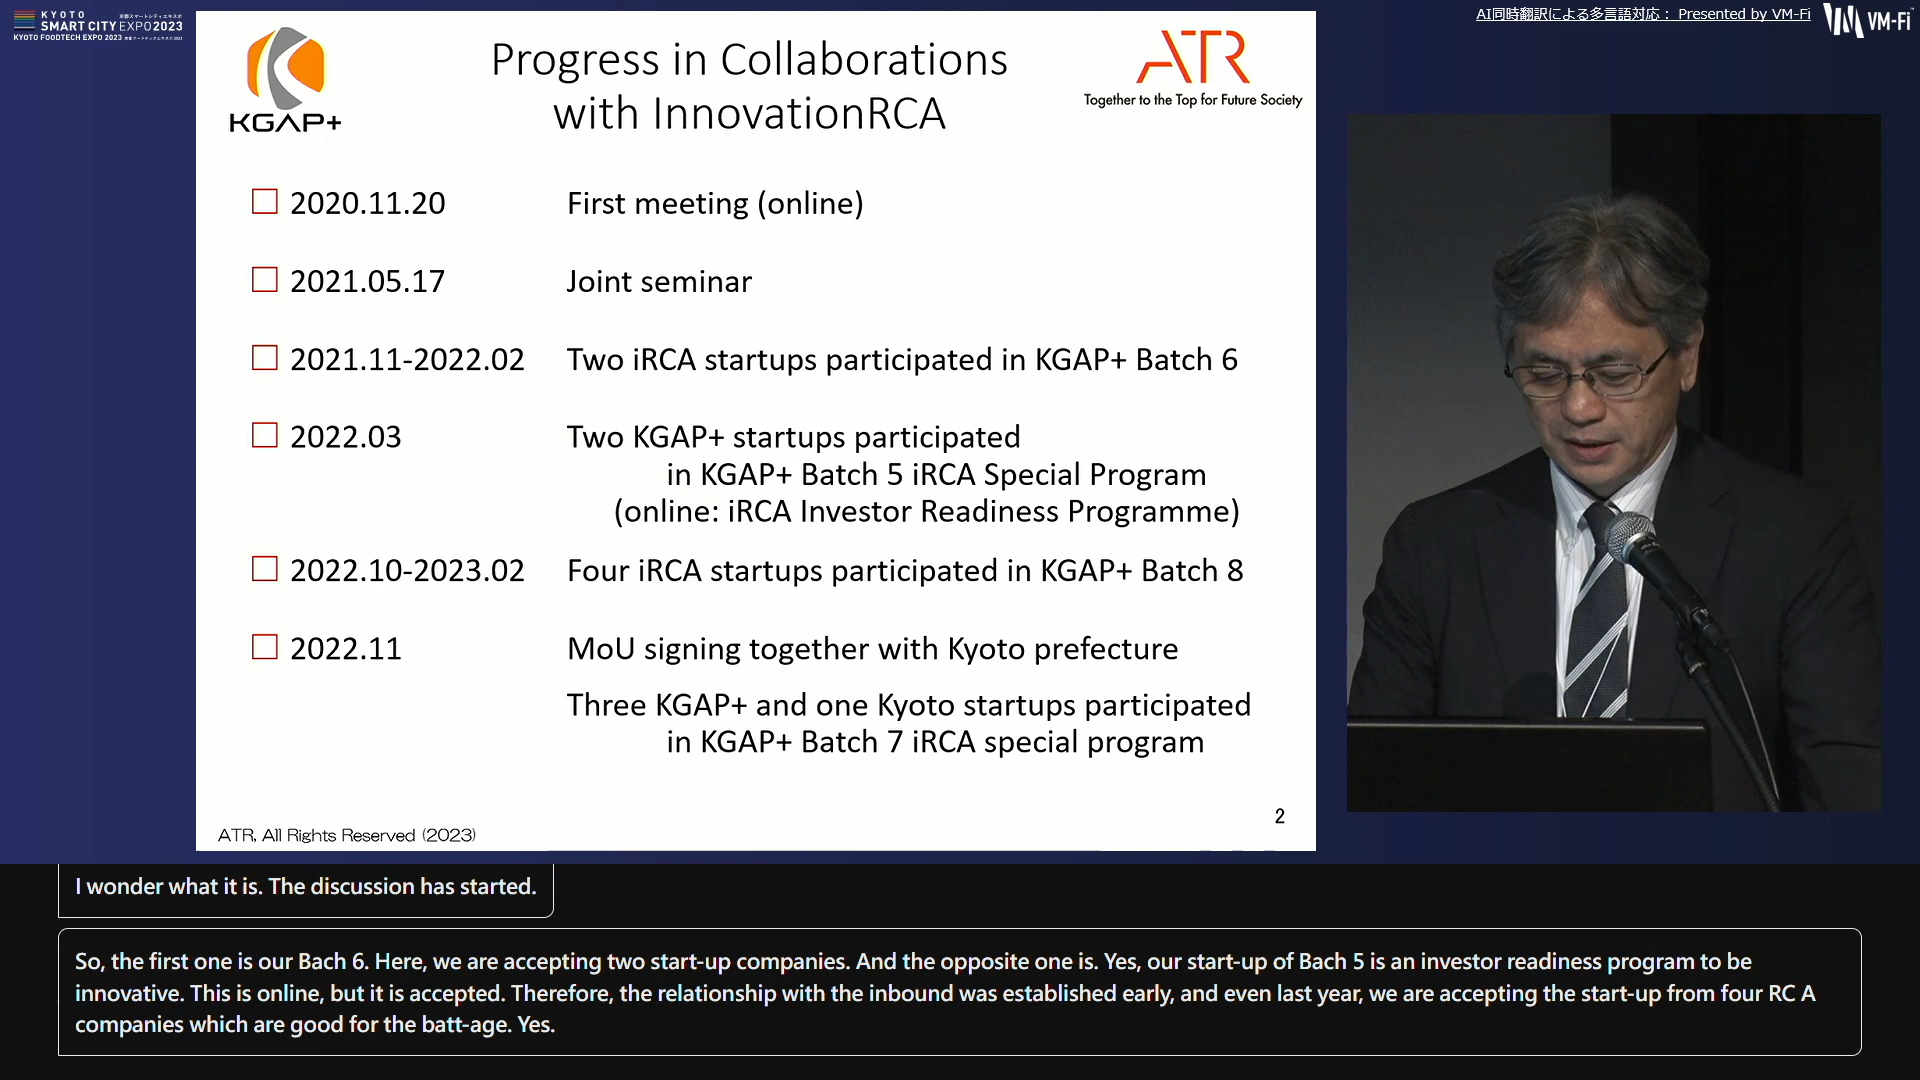 KYOTO
SMART CITY EXPO2023
KYOTO FOODTECH EXPO 2023
AI同時翻訳による多言語対応： Presented by VM-Fi
VM-Fi
KGAP+
Progress in Collaborations
with InnovationRCA
ATR
Together to the Top for Future Society
2020.11.20 First meeting (online)
2021.05.17 Joint seminar
2021.11-2022.02 Two iRCA startups participated in KGAP+ Batch 6
2022.03 Two KGAP+ startups participated
in KGAP+ Batch 5 iRCA Special Program
(online: iRCA Investor Readiness Programme)
2022.10-2023.02 Four iRCA startups participated in KGAP+ Batch 8
2022.11 MoU signing together with Kyoto prefecture
Three KGAP+ and one Kyoto startups participated
in KGAP+ Batch 7 iRCA special program
2
ATR, All Rights Reserved (2023)
I wonder what it is. The discussion has started.
So, the first one is our Bach 6. Here, we are accepting two start-up companies. And the opposite one is. Yes, our start-up of Bach 5 is an investor readiness program to be
innovative. This is online, but it is accepted. Therefore, the relationship with the inbound was established early, and even last year, we are accepting the start-up from four RC A
companies which are good for the batt-age. Yes.